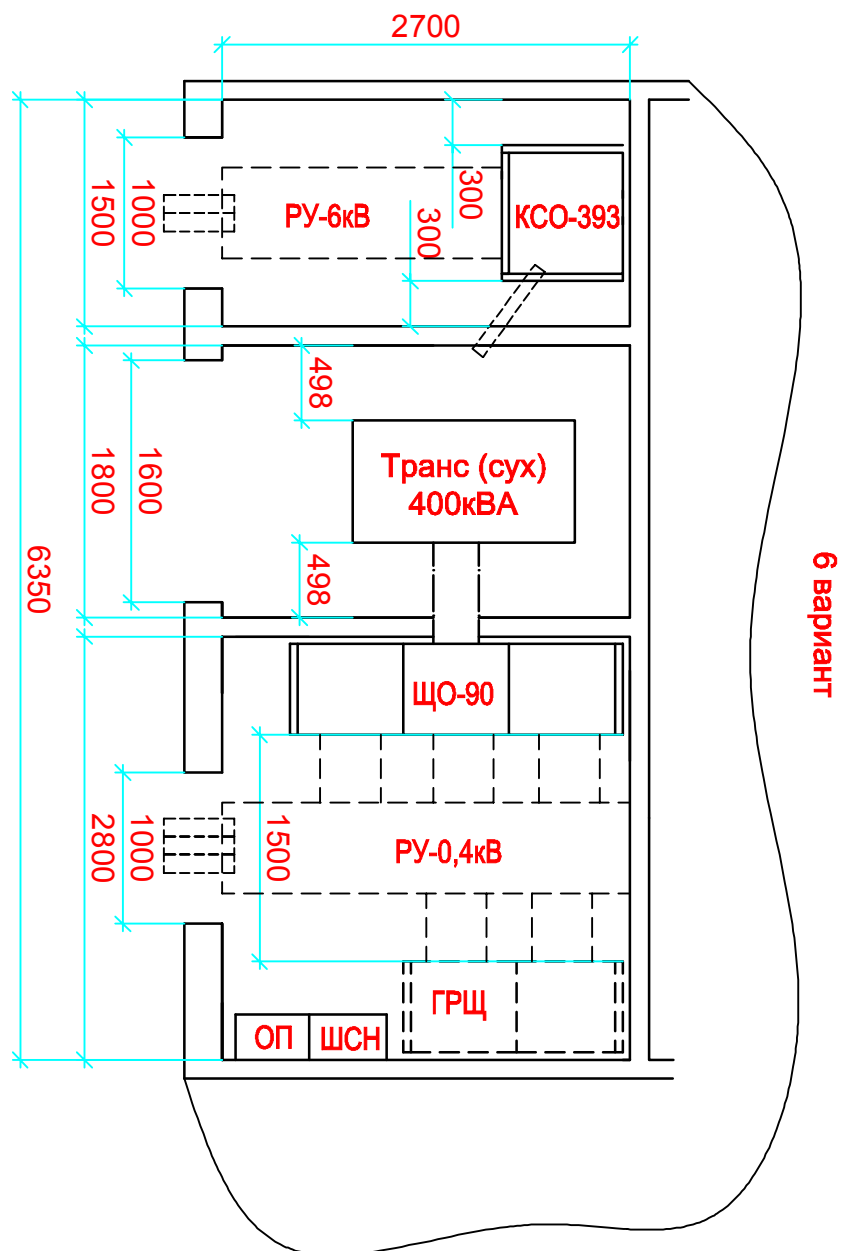 2700
300
КСО-393
РУ-6кВ
300
1000
1500
498
Транс (сух)
400кВА
1600
1800
498
6350
6 вариант
ЩО-90
1500
РУ-0,4кВ
1000
2800
ГРЩ
ОП
ШСН